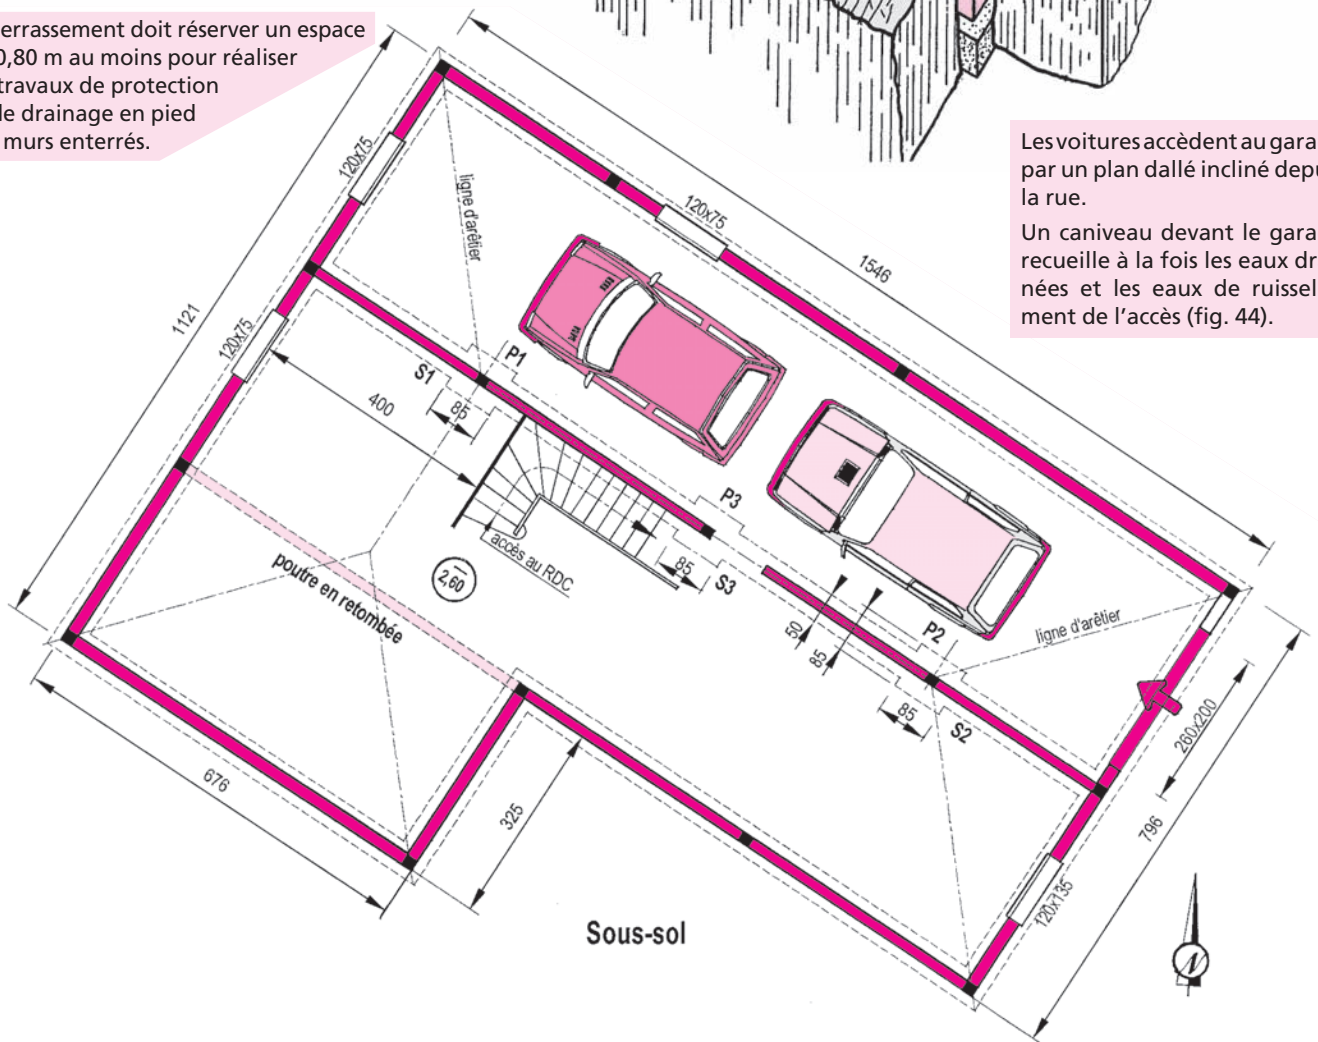 errassement doit réserver un espace
0,80 m au moins pour réaliser
travaux de protection
de drainage en pied
murs enterrés.
Les voitures accèdent au gara
par un plan dallé incliné depu
la rue.
Un caniveau devant le gara
recueille à la fois les eaux dr
nées et les eaux de ruissel
ment de l'accès (fig. 44).
120x75
ligne d'arêtier
120x75
1546
1121
120x75
P1
S1
400
85
P3
accès au RDC
85
S3
2,60
poutre en retombée
50
85
P2
ligne d'arêtier
85
S2
260x200
676
325
796
120x135
Sous-sol
N